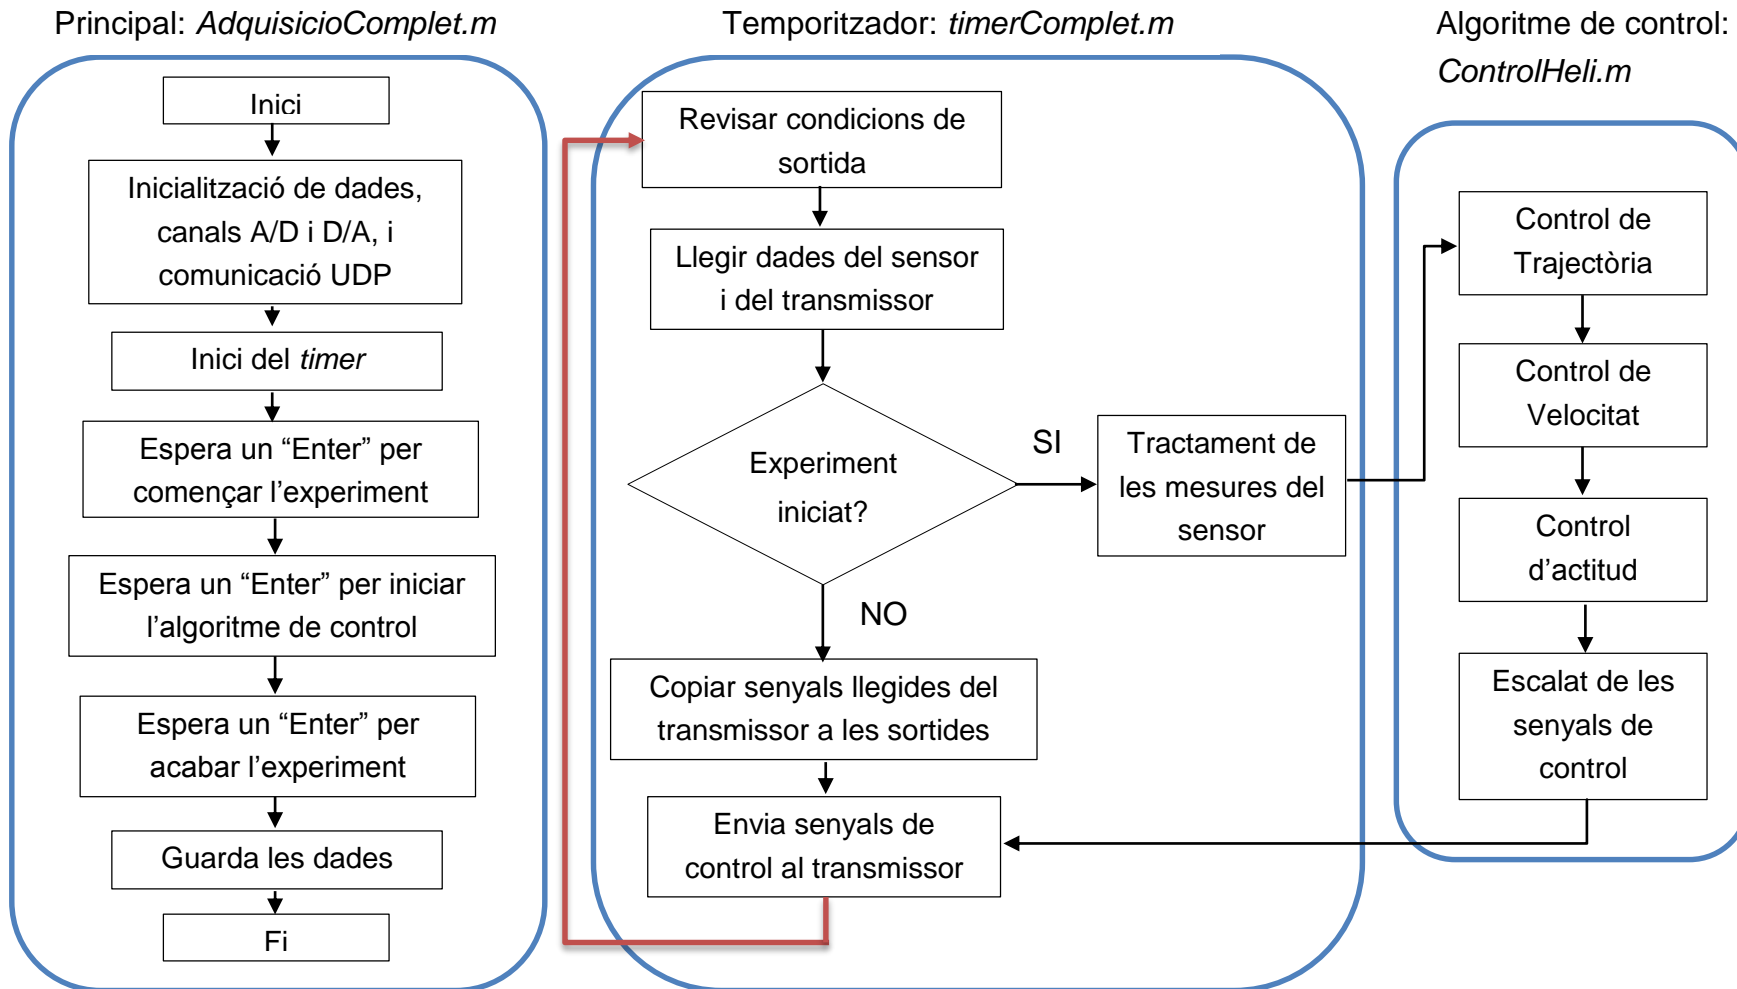 Principal: AdquisicioComplet.m
Inici
Inicialització de dades,
canals A/D i D/A, i
comunicació UDP
Inici del timer
Espera un “Enter” per
començar l’experiment
Espera un “Enter” per iniciar
l’algoritme de control
Espera un “Enter” per
acabar l’experiment
Guarda les dades
Fi
Temporitzador: timerComplet.m
Revisar condicions de
sortida
Llegir dades del sensor
i del transmissor
Experiment
iniciat?
SI
Tractament de
les mesures del
sensor
NO
Copiar senyals llegides del
transmissor a les sortides
Envia senyals de
control al transmissor
Algoritme de control:
ControlHeli.m
Control de
Trajectòria
Control de
Velocitat
Control
d’actitud
Escalat de les
senyals de
control